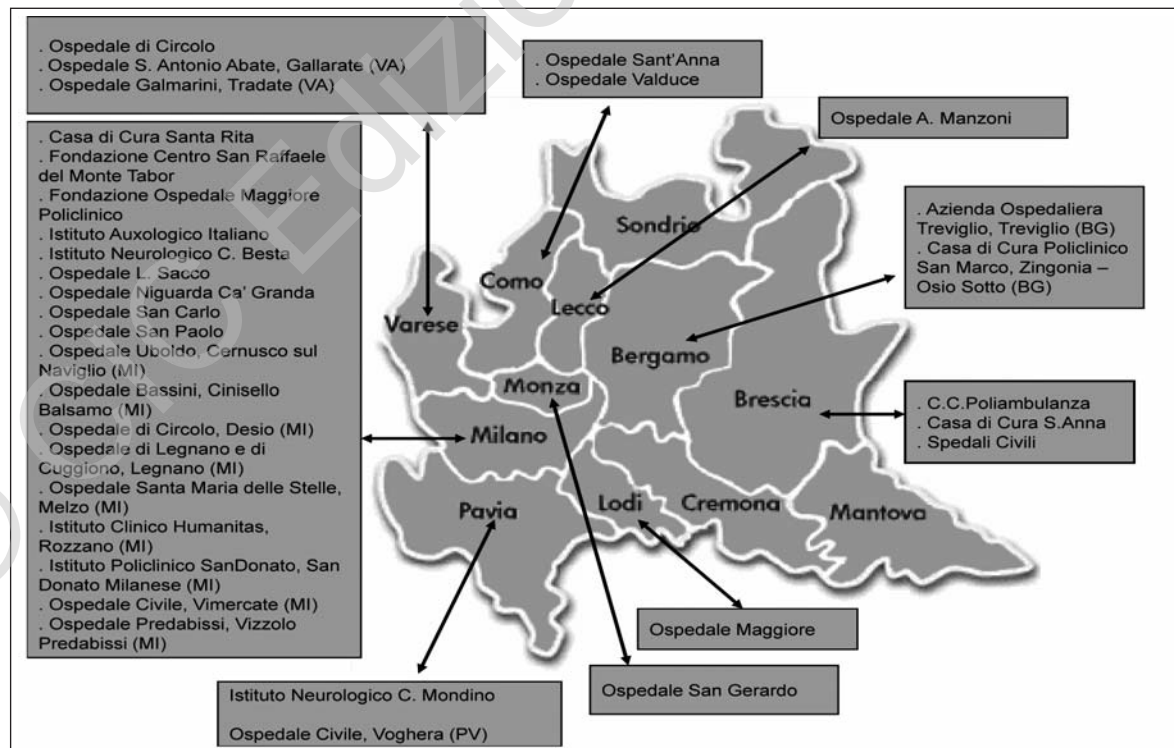 . Ospedale di Circolo
. Ospedale S. Antonio Abate, Gallarate (VA)
. Ospedale Galmarini, Tradate (VA)
. Ospedale Sant'Anna
. Ospedale Valduce
Ospedale A. Manzoni
. Casa di Cura Santa Rita
. Fondazione Centro San Raffaele
del Monte Tabor
. Fondazione Ospedale Maggiore
Policlinico
. Istituto Auxologico Italiano
. Istituto Neurologico C. Besta
. Ospedale L. Sacco
. Ospedale Niguarda Ca' Granda
. Ospedale San Carlo
. Ospedale San Paolo
. Ospedale Uboldo, Cernusco sul
Naviglio (MI)
. Ospedale Bassini, Cinisello
Balsamo (MI)
. Ospedale di Circolo, Desio (MI)
. Ospedale di Legnano e di
Cuggiono, Legnano (MI)
. Ospedale Santa Maria delle Stelle,
Melzo (MI)
. Istituto Clinico Humanitas,
Rozzano (MI)
. Istituto Policlinico SanDonato, San
Donato Milanese (MI)
. Ospedale Civile, Vimercate (MI)
. Ospedale Predabissi, Vizzolo
Predabissi (MI)
Sondrio
Como
Lecco
Varese
Bergamo
Monza
Brescia
Milano
Pavia
Lodi
Cremona
Mantova
. Azienda Ospedaliera
Treviglio, Treviglio (BG)
. Casa di Cura Policlinico
San Marco, Zingonia –
Osio Sotto (BG)
. C.C.Poliambulanza
. Casa di Cura S.Anna
. Spedali Civili
Ospedale Maggiore
Ospedale San Gerardo
Istituto Neurologico C. Mondino
Ospedale Civile, Voghera (PV)